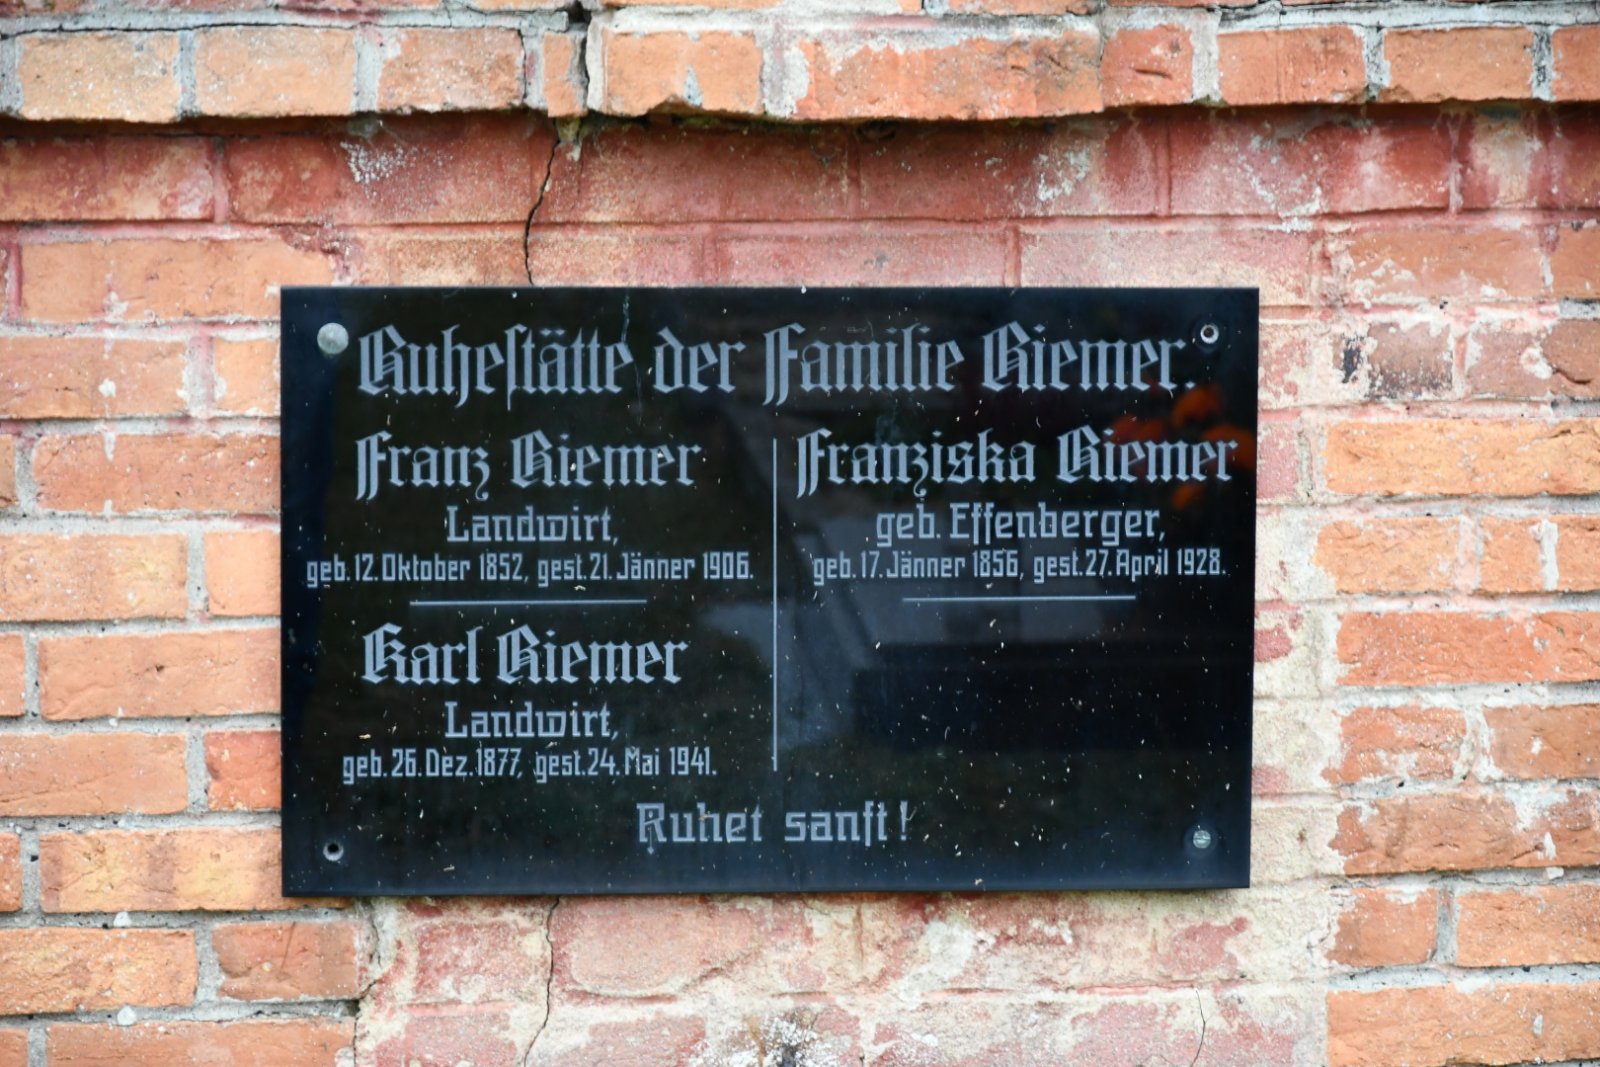 Ruhestätte der Familie Riemer.
Franz Riemer
Landwirt,
geb. 12. Oktober 1852, gest. 21. Jänner 1906.
Karl Riemer
Landwirt,
geb. 26. Dez. 1877, gest. 24. Mai 1941.
Franziska Riemer
geb. Effenberger,
geb. 17. Jänner 1856, gest. 27. April 1928.
Ruhet sanft!